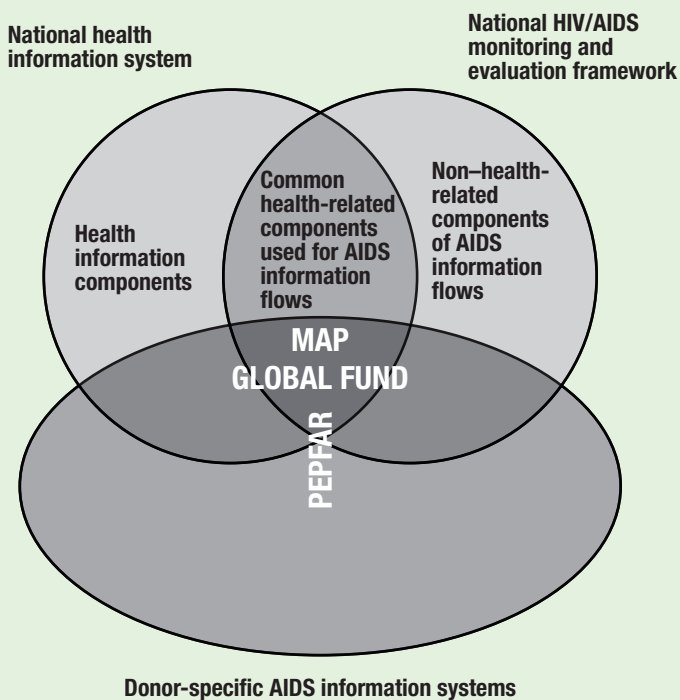 National health
information system
National HIV/AIDS
monitoring and
evaluation framework
Health
information
components
Common
health-related
components
used for AIDS
information
flows
Non–health-
related
components
of AIDS
information
flows
MAP
GLOBAL FUND
PEPFAR
Donor-specific AIDS information systems